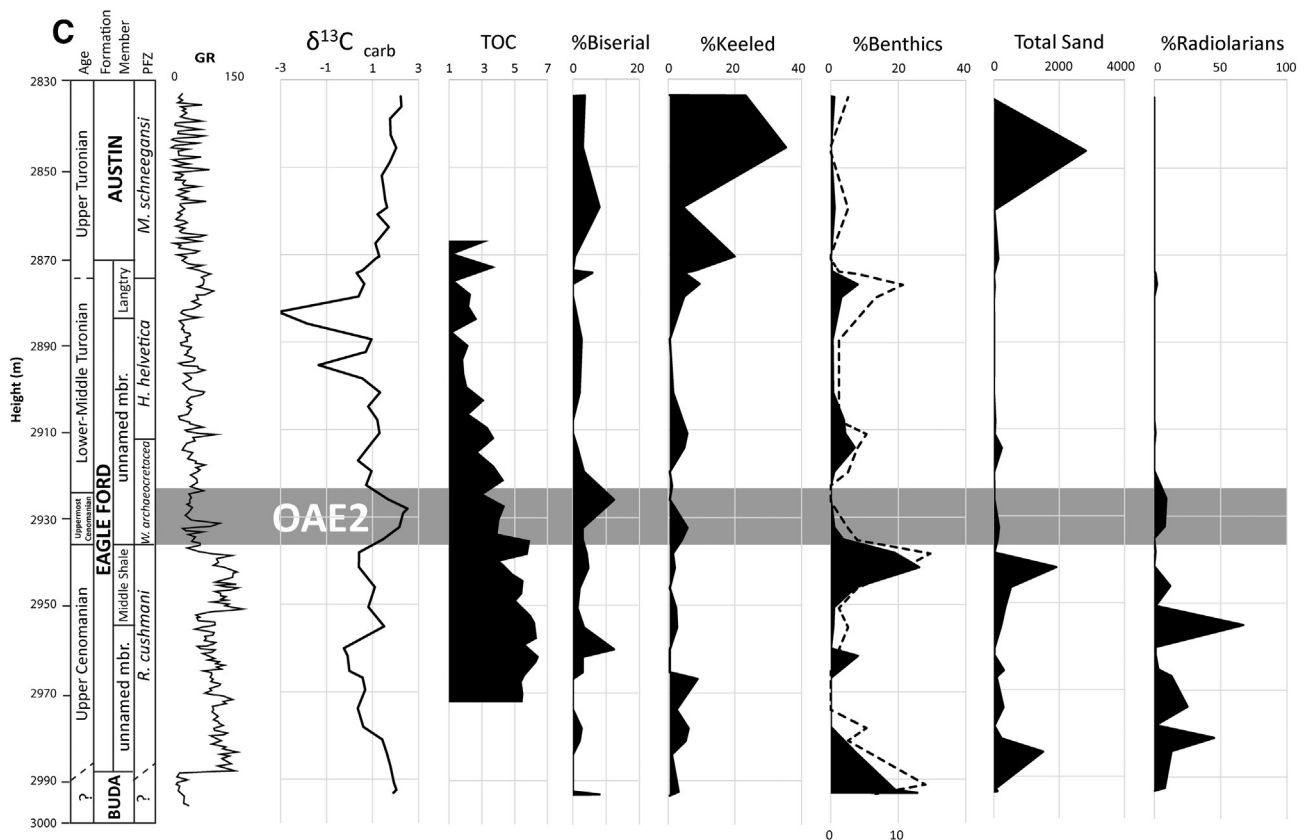 C
Age
Formation
Member
PFZ
GR
0 150
δ¹³C carb
-3 -1 1 3
TOC
1 3 5 7
%Biserial
0 10 20
%Keeled
0 20 40
%Benthics
0 20 40
Total Sand
0 2000 4000
%Radiolarians
0 50 100
Height (m)
2830
2850
2870
2890
2910
2930
2950
2970
2990
3000
Upper Turonian
Lower-Middle Turonian
Uppermost
Cenomanian
Upper Cenomanian
?
AUSTIN
EAGLE FORD
BUDA
Langtry
unnamed mbr.
Middle Shale
unnamed mbr.
M. schneegansi
H. helvetica
W. archaeocretacea
R. cushmani
?
OAE2
0 10